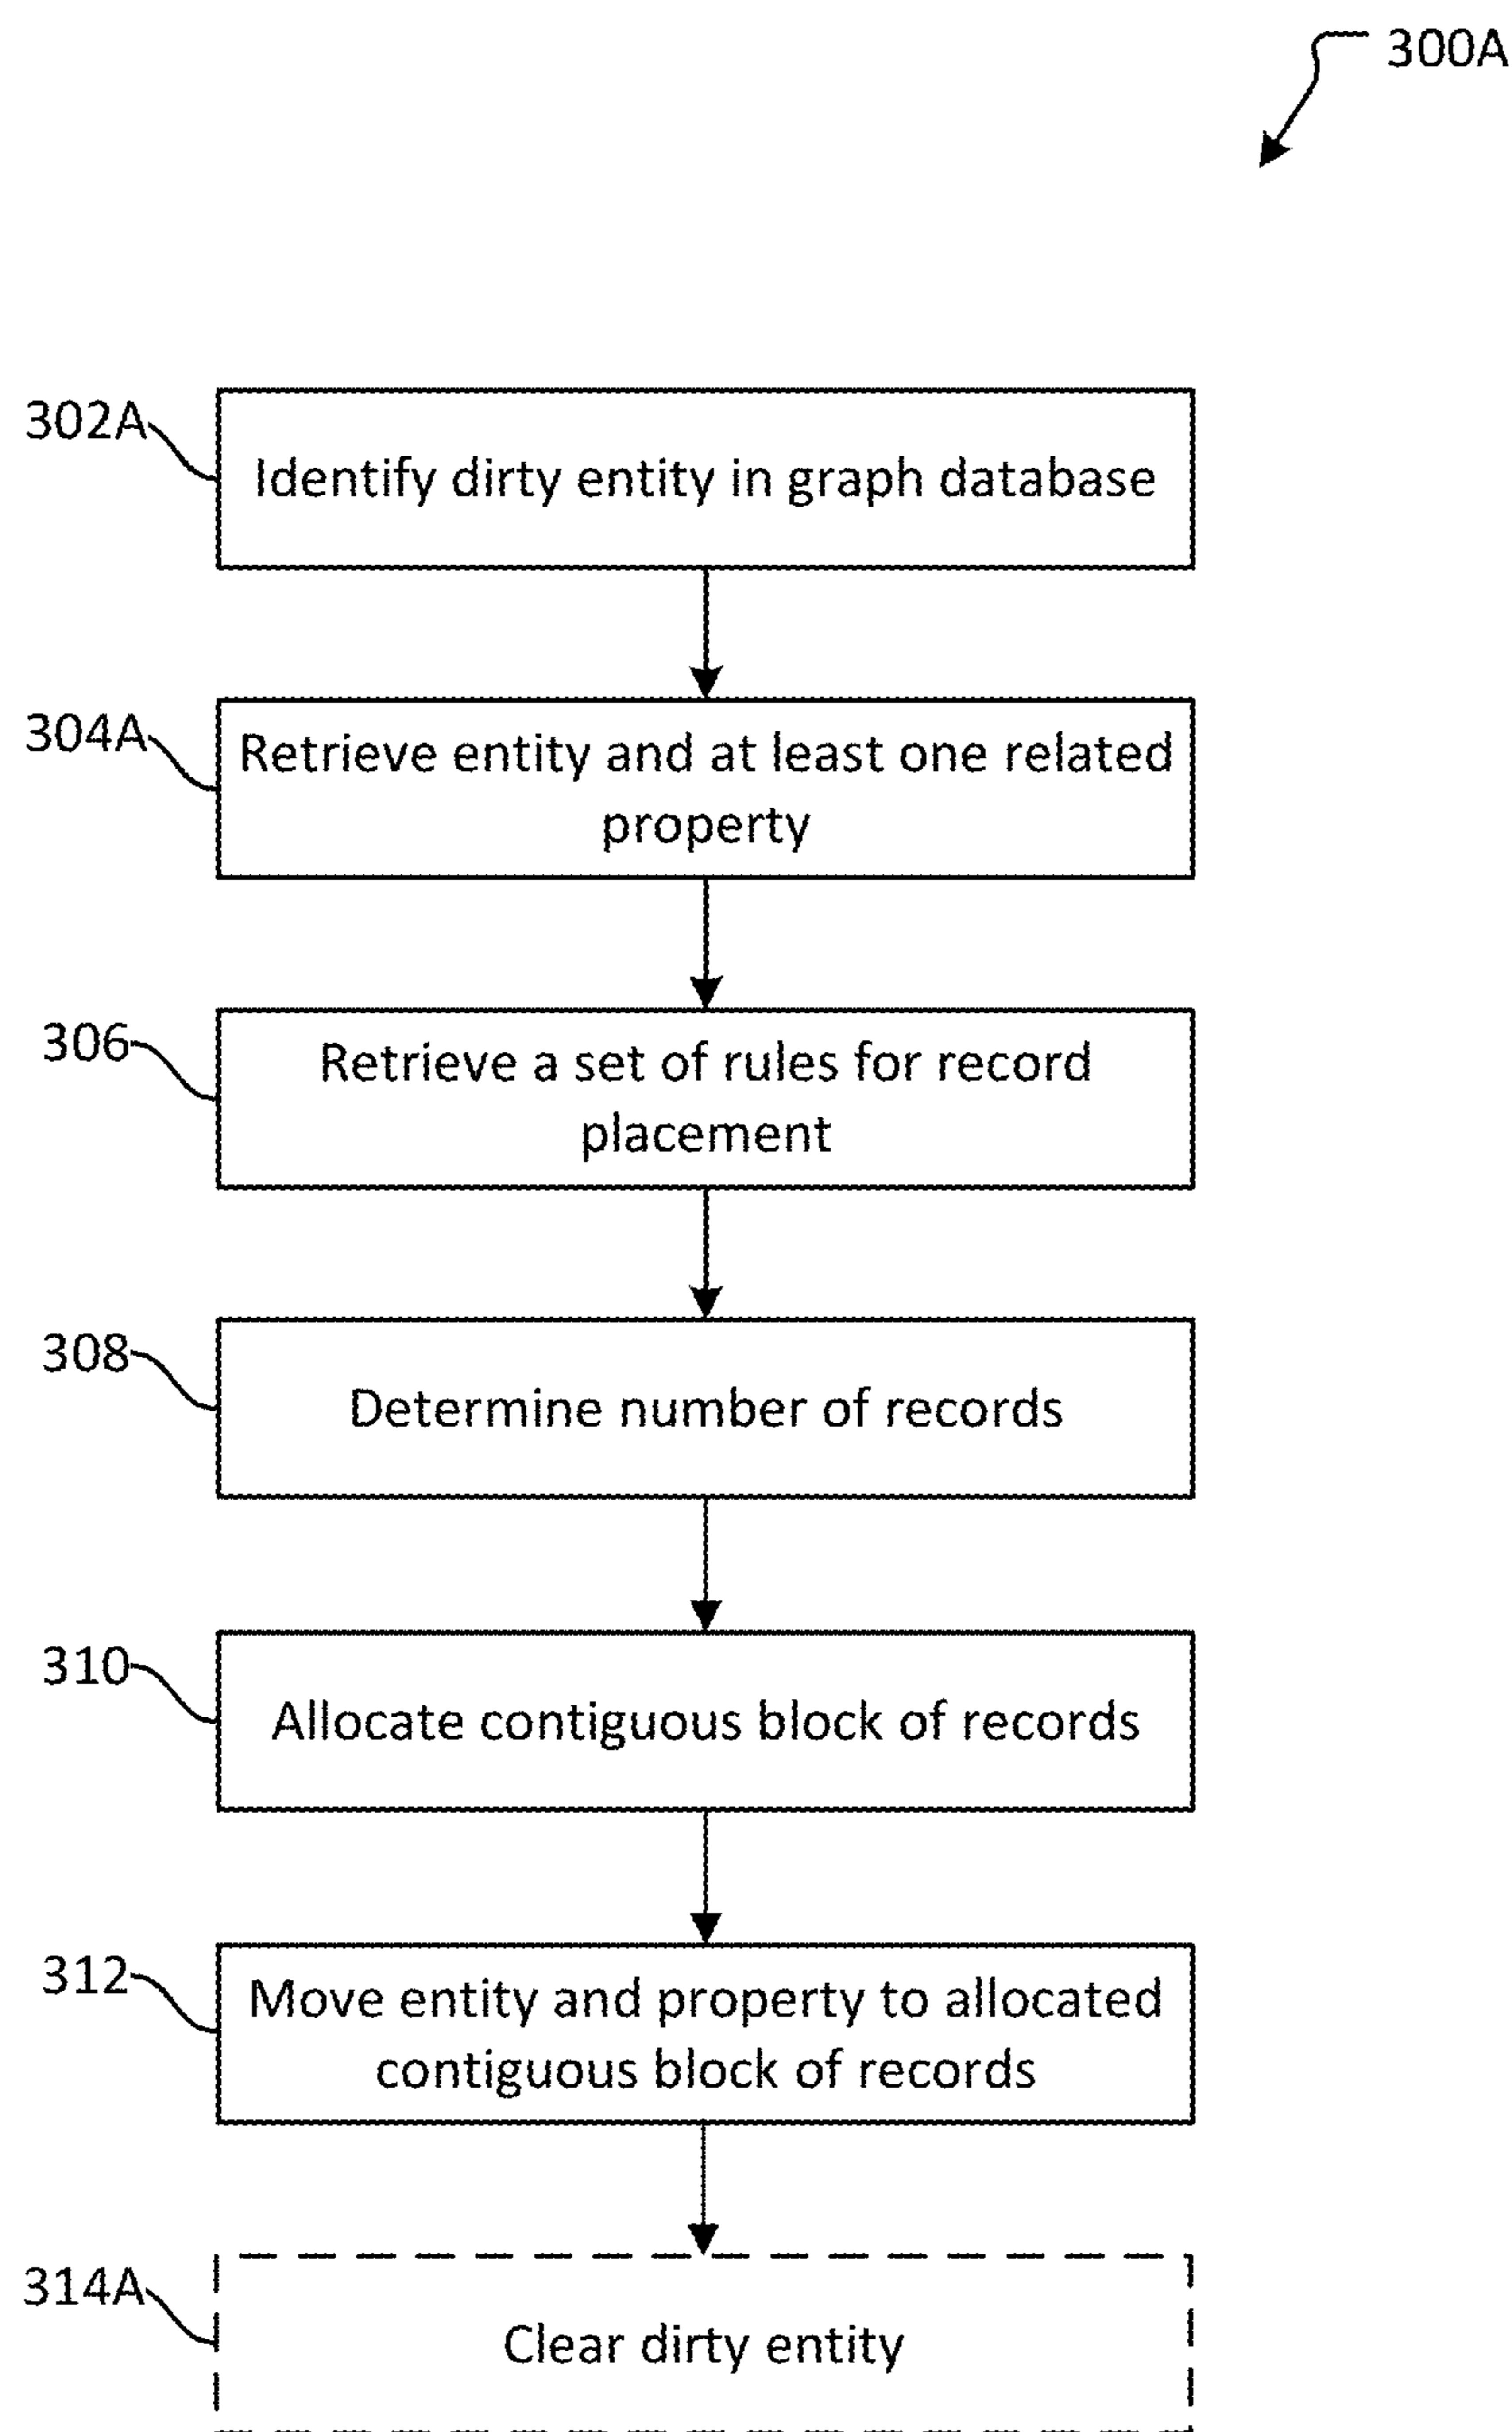 300A
302A
Identify dirty entity in graph database
304A
Retrieve entity and at least one related
property
306
Retrieve a set of rules for record
placement
308
Determine number of records
310
Allocate contiguous block of records
312
Move entity and property to allocated
contiguous block of records
314A
Clear dirty entity